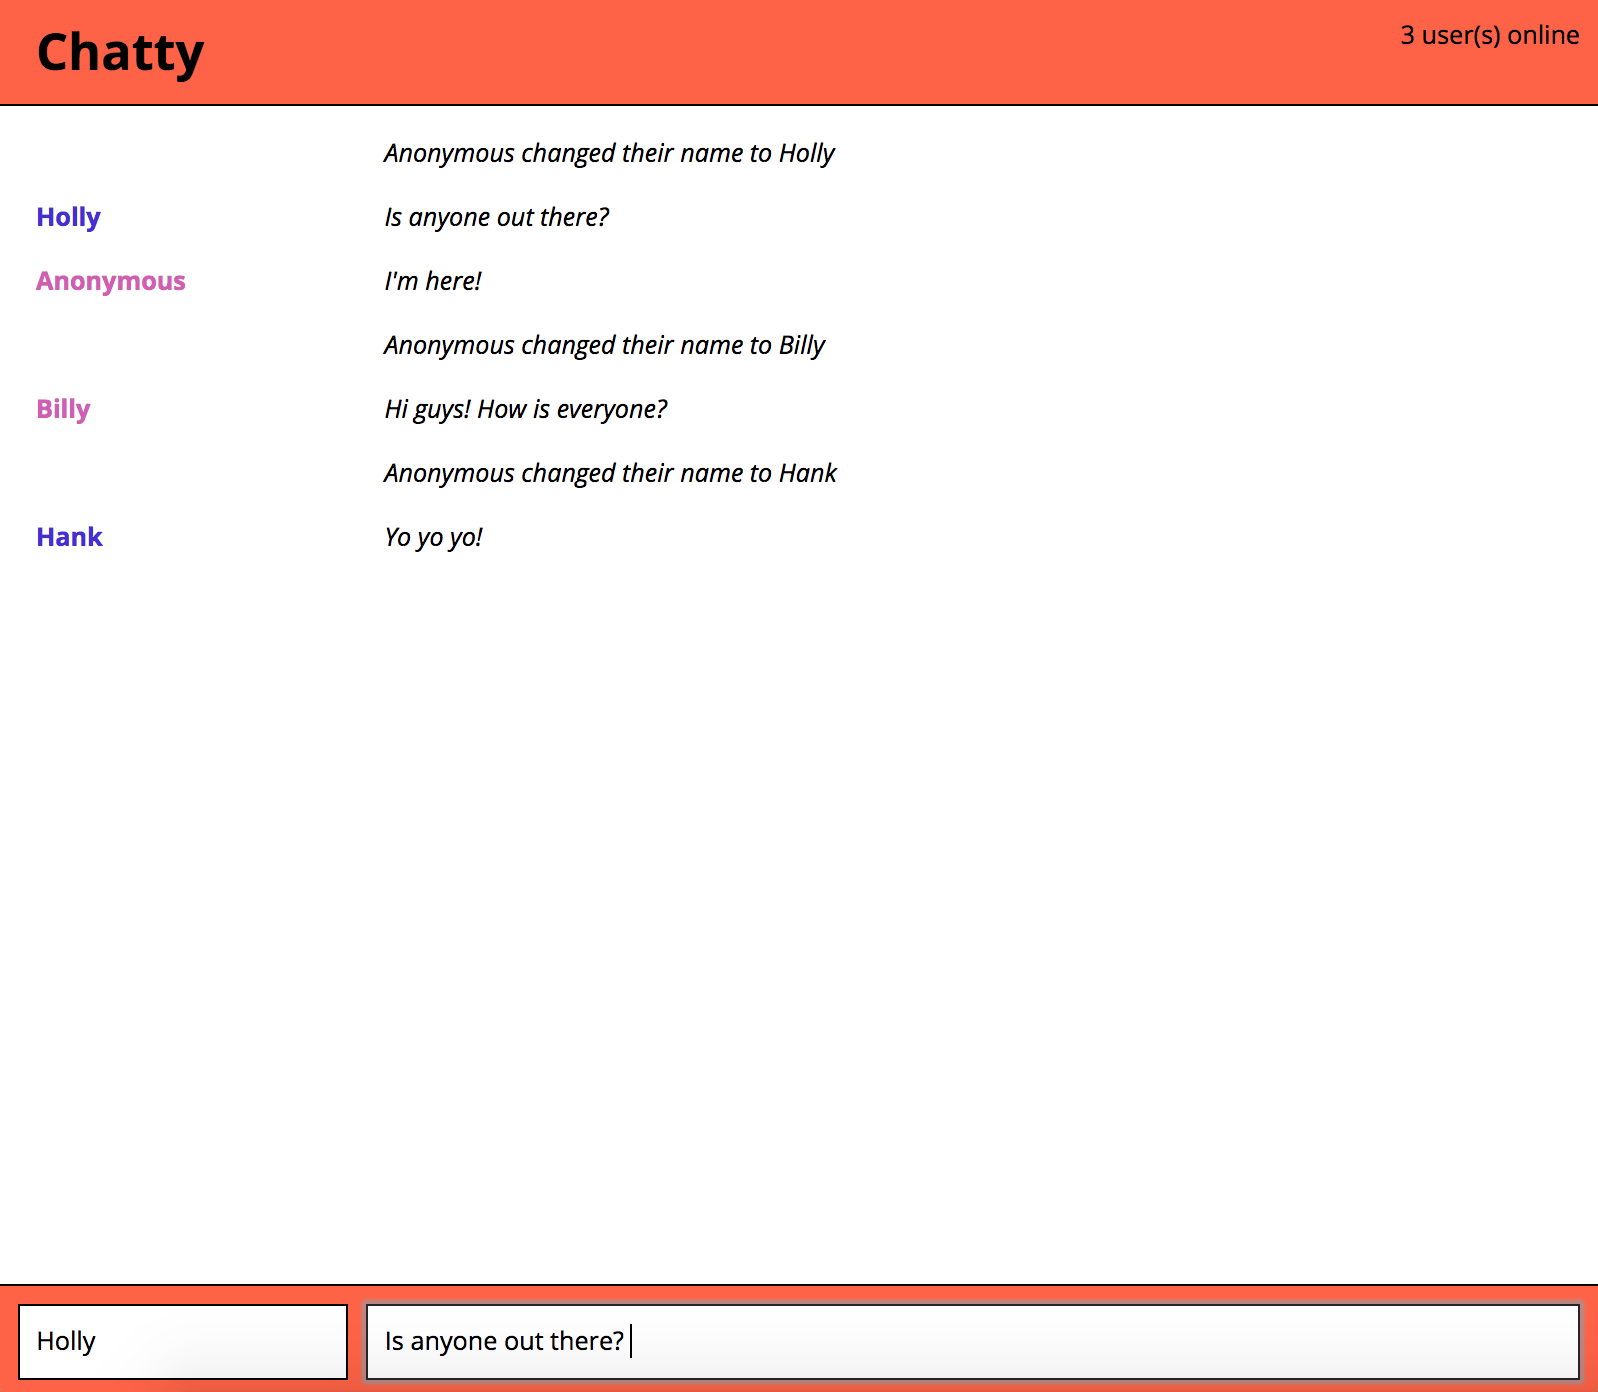 Chatty
3 user(s) online
Anonymous changed their name to Holly
Holly Is anyone out there?
Anonymous I'm here!
Anonymous changed their name to Billy
Billy Hi guys! How is everyone?
Anonymous changed their name to Hank
Hank Yo yo yo!
Holly Is anyone out there?